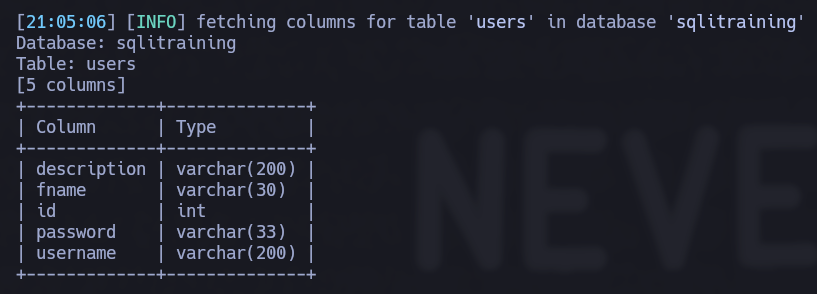 [21:05:06] [INFO] fetching columns for table 'users' in database 'sqlitraining'
Database: sqlitraining
Table: users
[5 columns]
+-------------+--------------+
| Column      | Type         |
+-------------+--------------+
| description | varchar(200) |
| fname       | varchar(30)  |
| id          | int          |
| password    | varchar(33)  |
| username    | varchar(200) |
+-------------+--------------+
NEVE